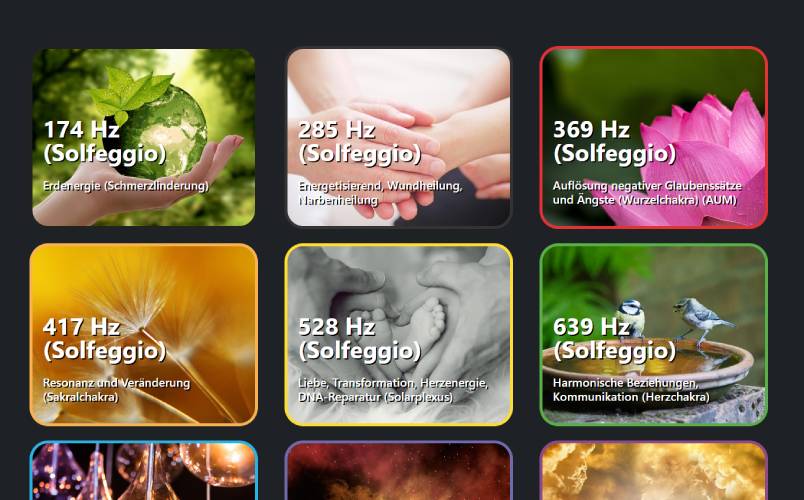 174 Hz
(Solfeggio)
Erdenergie (Schmerzlinderung)
285 Hz
(Solfeggio)
Energetisierend, Wundheilung,
Narbenheilung
369 Hz
(Solfeggio)
Auflösung negativer Glaubenssätze
und Ängste (Wurzelchakra) (AUM)
417 Hz
(Solfeggio)
Resonanz und Veränderung
(Sakralchakra)
528 Hz
(Solfeggio)
Liebe, Transformation, Herzenergie,
DNA-Reparatur (Solarplexus)
639 Hz
(Solfeggio)
Harmonische Beziehungen,
Kommunikation (Herzchakra)